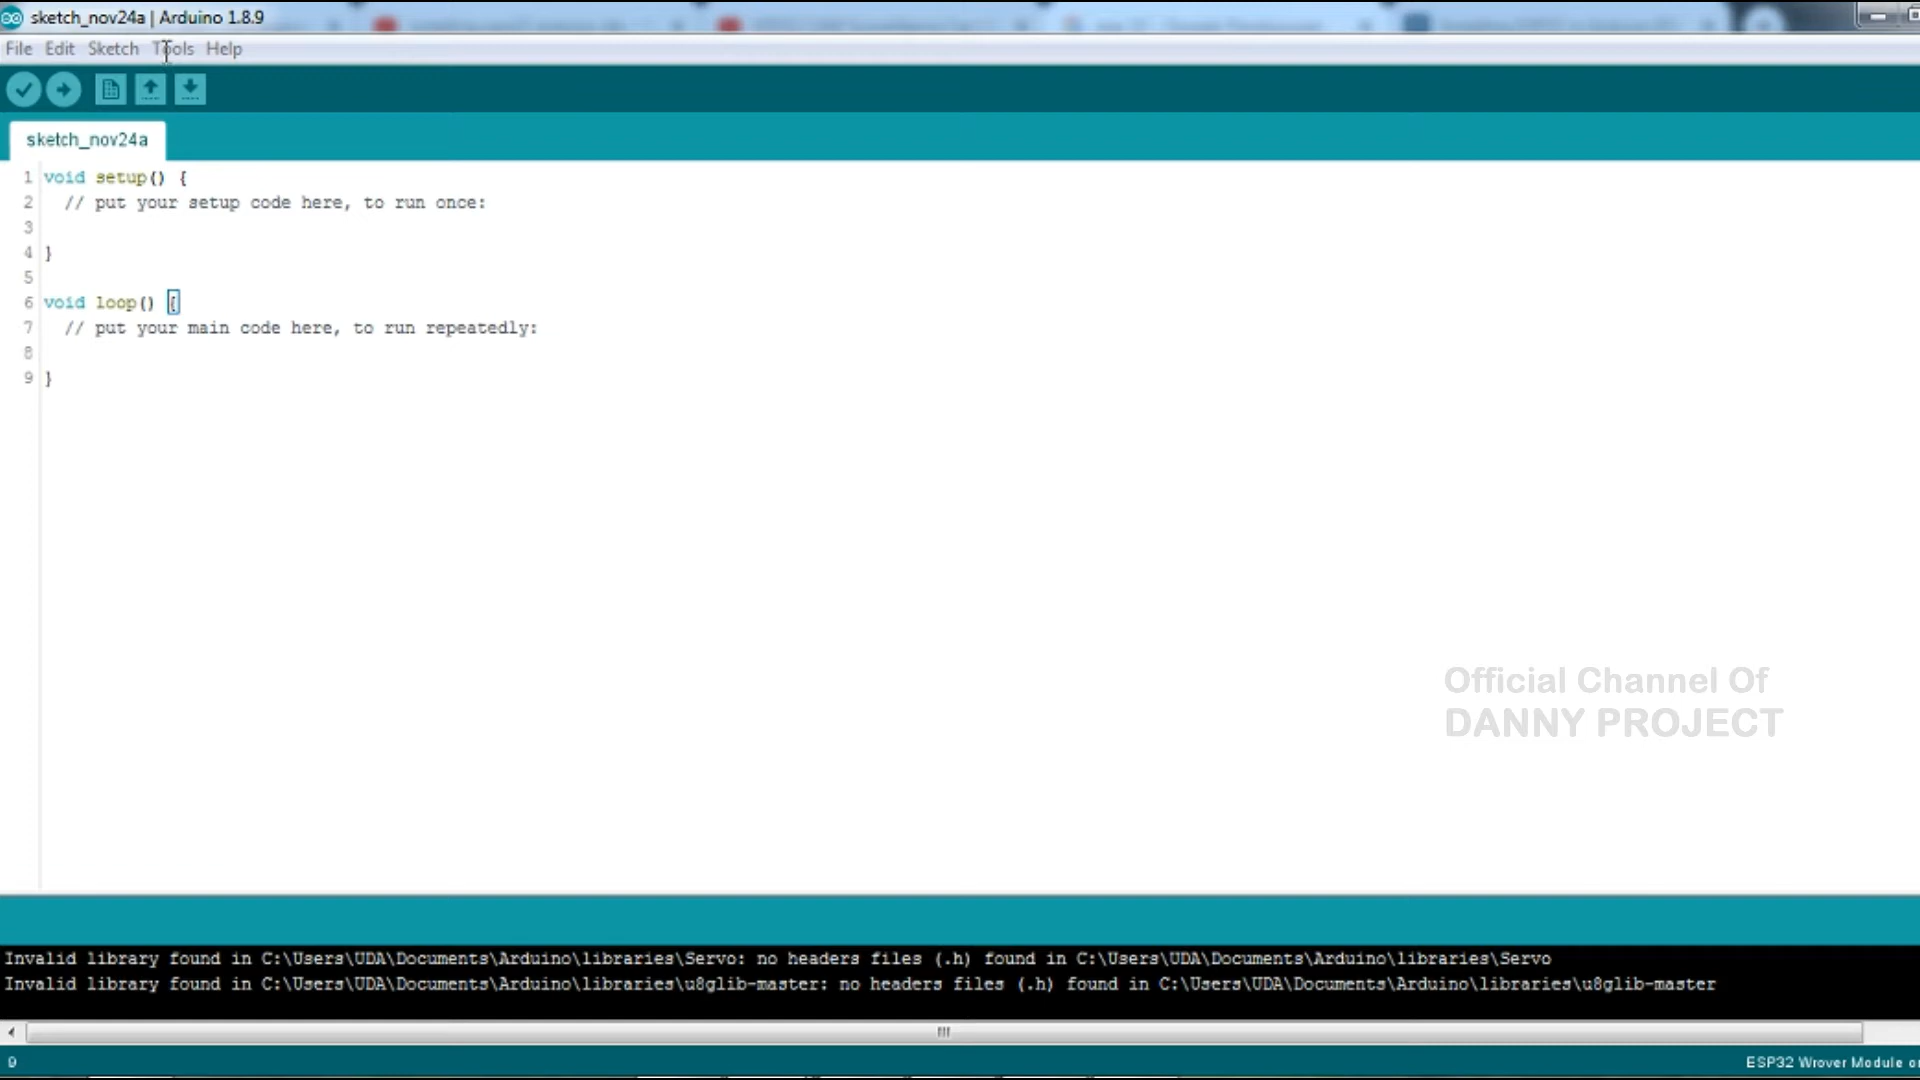 sketch_nov24a | Arduino 1.8.9
File Edit Sketch Tools Help
sketch_nov24a
1 void setup() {
2 // put your setup code here, to run once:
3
4 }
5
6 void loop() {
7 // put your main code here, to run repeatedly:
8
9 }
Official Channel Of
DANNY PROJECT
Invalid library found in C:\Users\UDA\Documents\Arduino\libraries\Servo: no headers files (.h) found in C:\Users\UDA\Documents\Arduino\libraries\Servo
Invalid library found in C:\Users\UDA\Documents\Arduino\libraries\u8glib-master: no headers files (.h) found in C:\Users\UDA\Documents\Arduino\libraries\u8glib-master
9 ESP32 Wrover Module